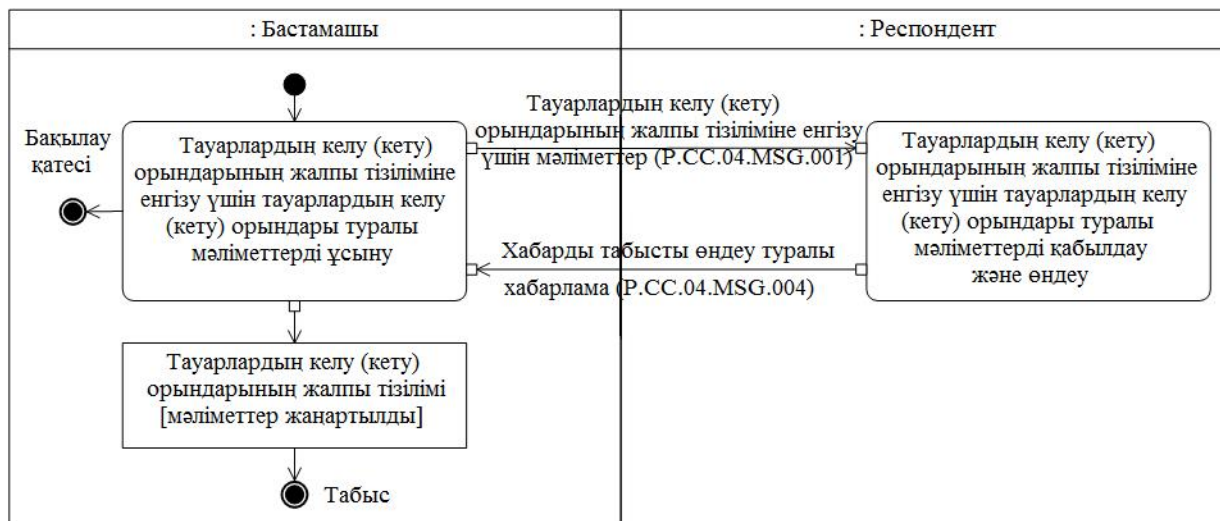 : Бастамашы
: Респондент
Бақылау
қатесі
Тауарлардың келу (кету)
орындарының жалпы тізіліміне
енгізу үшін тауарлардың келу
(кету) орындары туралы
мәліметтерді ұсыну
Тауарлардың келу (кету)
орындарының жалпы тізіліміне енгізу
үшін мәліметтер (P.CC.04.MSG.001)
Тауарлардың келу (кету)
орындарының жалпы тізіліміне
енгізу үшін тауарлардың келу
(кету) орындары туралы
мәліметтерді қабылдау
және өңдеу
Хабарды табысты өңдеу туралы
хабарлама (P.CC.04.MSG.004)
Тауарлардың келу (кету)
орындарының жалпы тізілімі
[мәліметтер жаңартылды]
Табыс